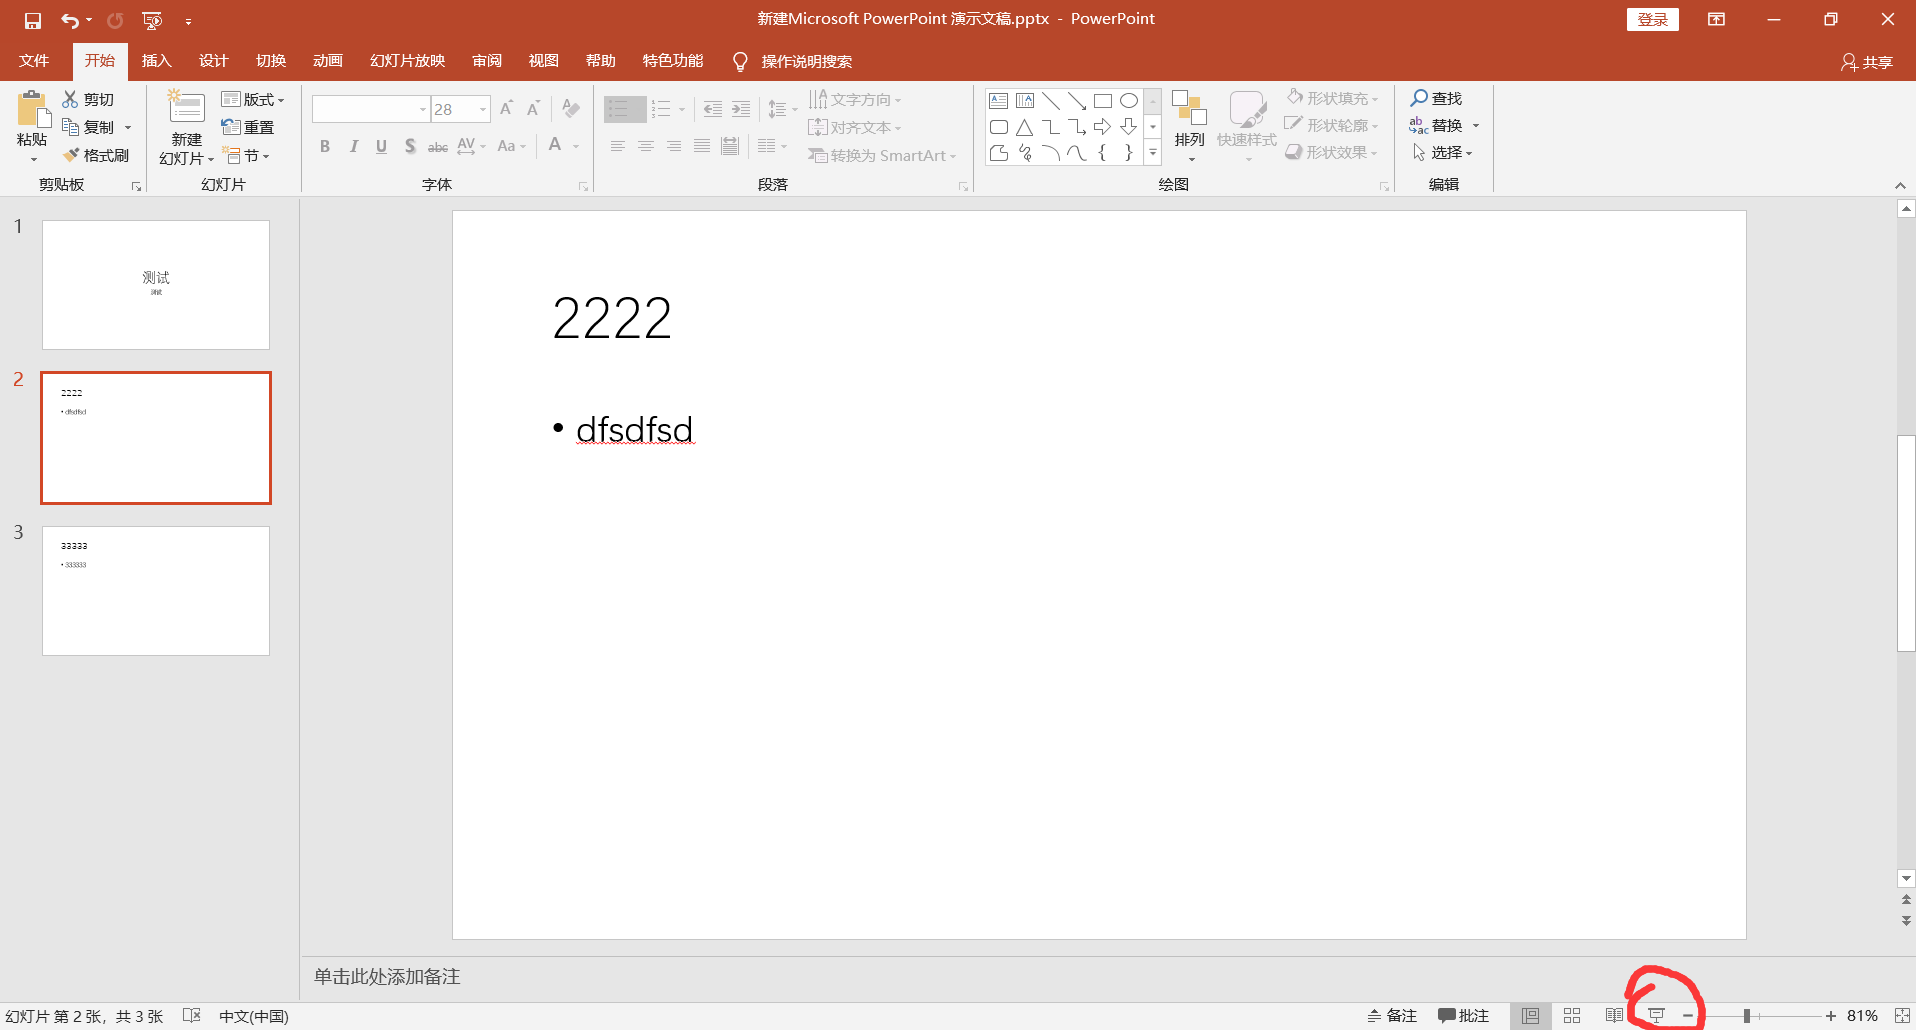 新建Microsoft PowerPoint 演示文稿.pptx - PowerPoint
登录
文件 开始 插入 设计 切换 动画 幻灯片放映 审阅 视图 帮助 特色功能 操作说明搜索 共享
粘贴
剪切
复制
格式刷
剪贴板
新建
幻灯片
版式
重置
节
幻灯片
28
B I U S abc AV Aa A
字体
文字方向
对齐文本
转换为 SmartArt
段落
排列
快速样式
形状填充
形状轮廓
形状效果
绘图
查找
替换
选择
编辑
1
测试
测试
2
2222
• dfsdfsd
3
33333
• 333333
2222
• dfsdfsd
单击此处添加备注
幻灯片 第 2 张，共 3 张 中文(中国) 备注 批注 81%